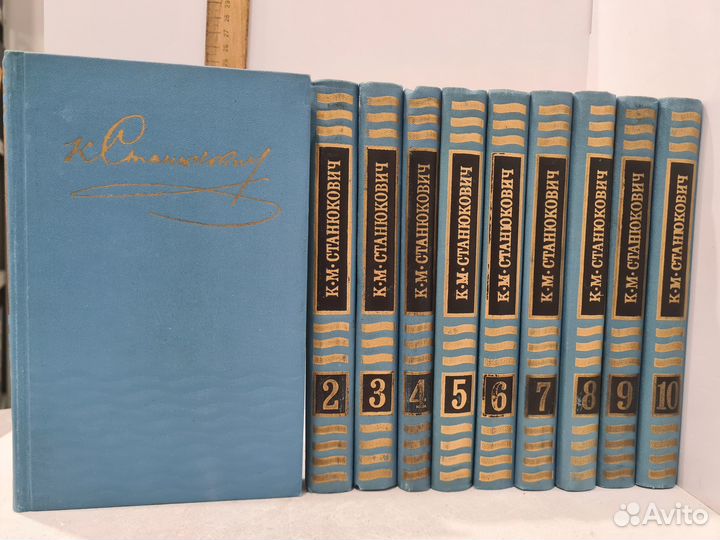 К Станюкович
К·М·СТАНЮКОВИЧ
2
К·М·СТАНЮКОВИЧ
3
К·М·СТАНЮКОВИЧ
4
К·М·СТАНЮКОВИЧ
5
К·М·СТАНЮКОВИЧ
6
К·М·СТАНЮКОВИЧ
7
К·М·СТАНЮКОВИЧ
8
К·М·СТАНЮКОВИЧ
9
К·М·СТАНЮКОВИЧ
10
Avito